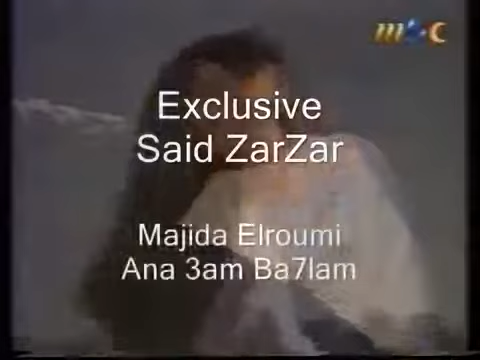 mbc
Exclusive
Said ZarZar
Majida Elroumi
Ana 3am Ba7lam